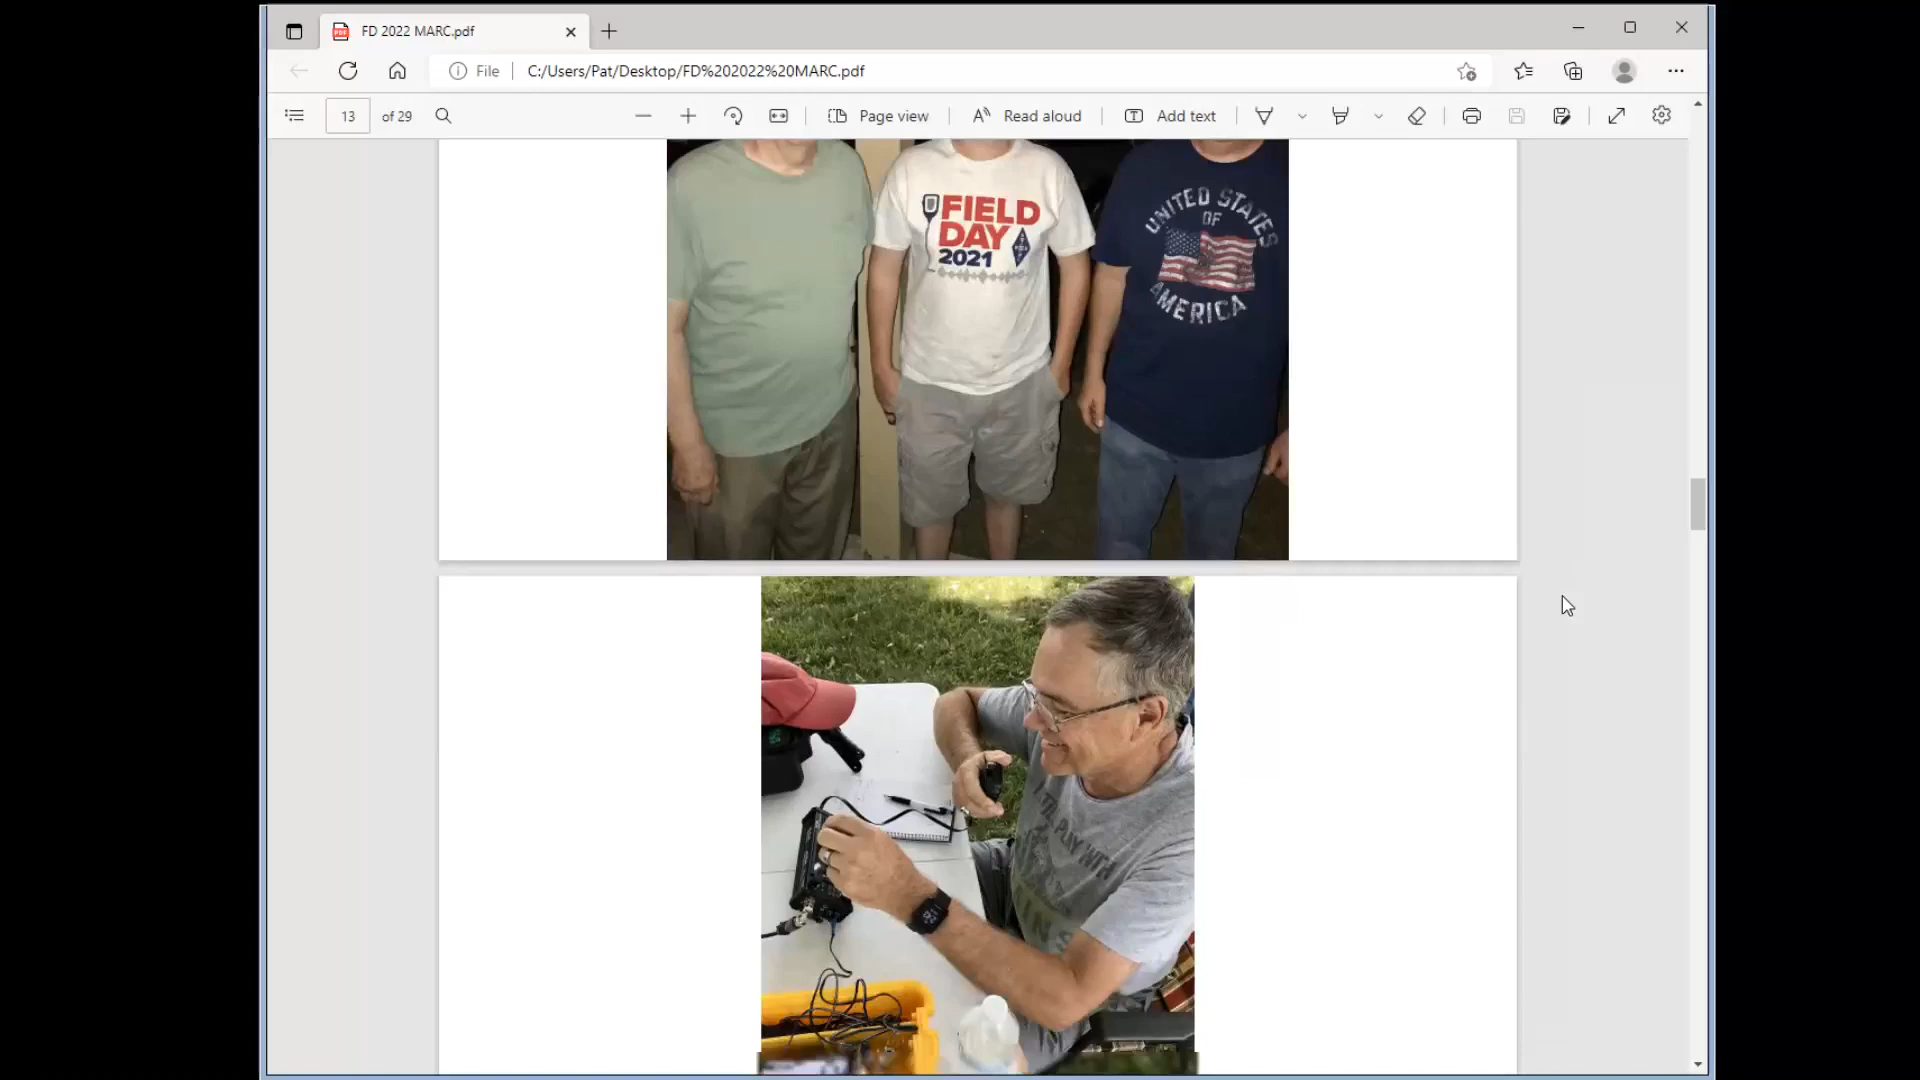 FD 2022 MARC.pdf
File
C:/Users/Pat/Desktop/FD%202022%20MARC.pdf
13 of 29
Page view
Read aloud
Add text
FIELD
DAY
2021
UNITED STATES
OF
AMERICA